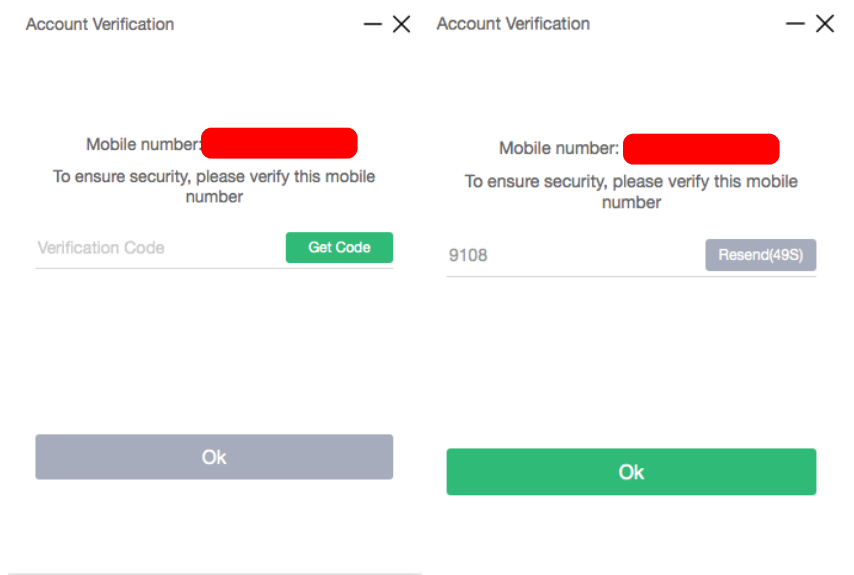 Account Verification
Mobile number:
To ensure security, please verify this mobile
number
Verification Code
Get Code
Ok
Account Verification
Mobile number:
To ensure security, please verify this mobile
number
9108
Resend(49S)
Ok